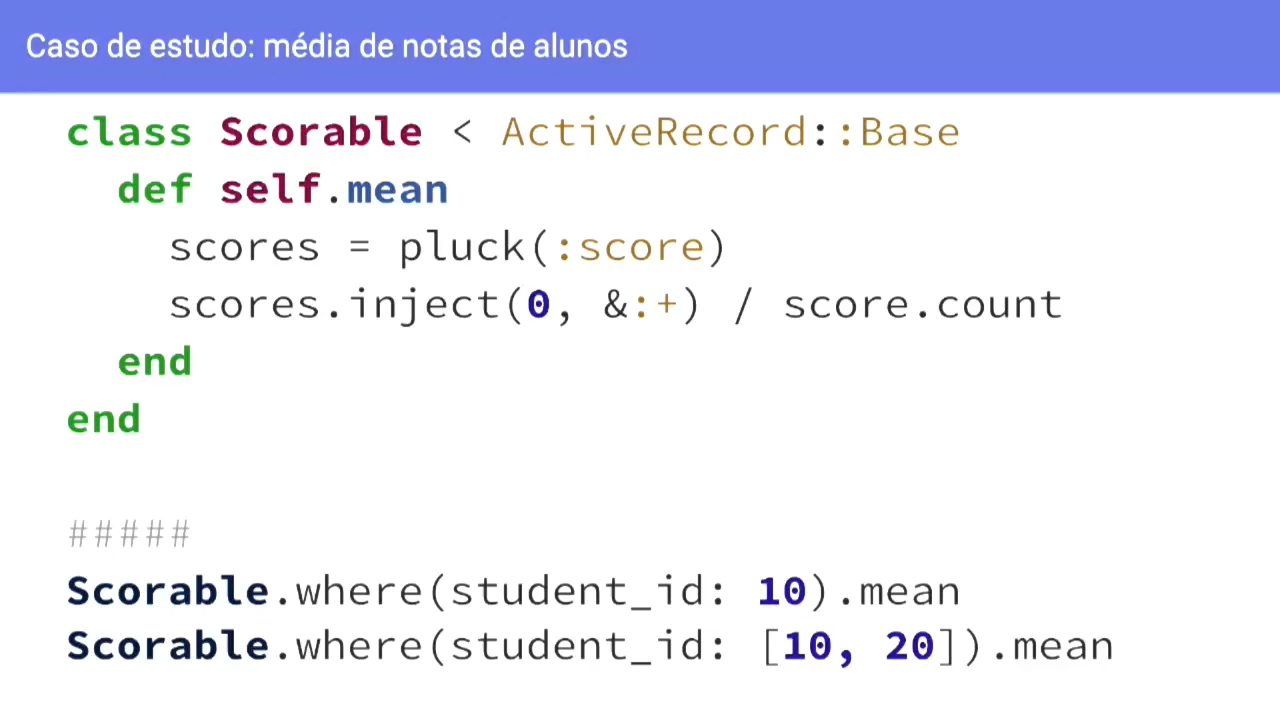 Caso de estudo: média de notas de alunos
class Scorable < ActiveRecord::Base
  def self.mean
    scores = pluck(:score)
    scores.inject(0, &:+) / score.count
  end
end
#####
Scorable.where(student_id: 10).mean
Scorable.where(student_id: [10, 20]).mean